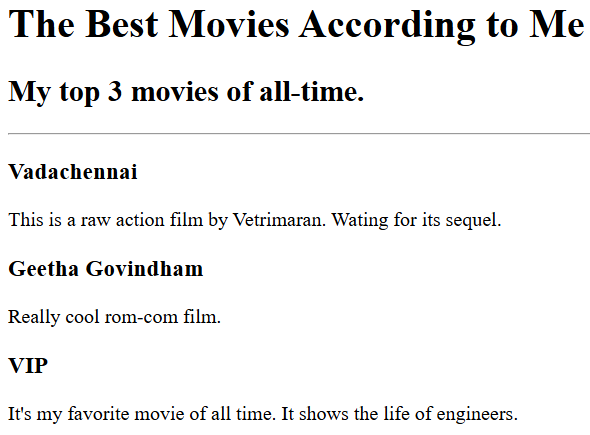 The Best Movies According to Me
My top 3 movies of all-time.
Vadachennai
This is a raw action film by Vetrimaran. Wating for its sequel.
Geetha Govindham
Really cool rom-com film.
VIP
It's my favorite movie of all time. It shows the life of engineers.